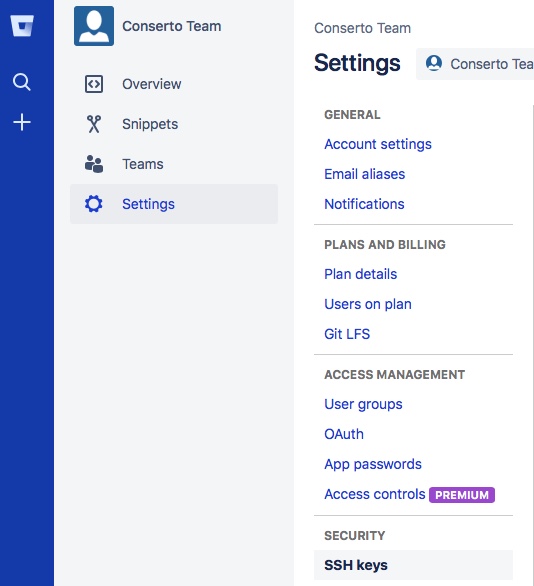 Conserto Team
Overview
Snippets
Teams
Settings
Conserto Team
Settings
Conserto Tea
GENERAL
Account settings
Email aliases
Notifications
PLANS AND BILLING
Plan details
Users on plan
Git LFS
ACCESS MANAGEMENT
User groups
OAuth
App passwords
Access controls PREMIUM
SECURITY
SSH keys